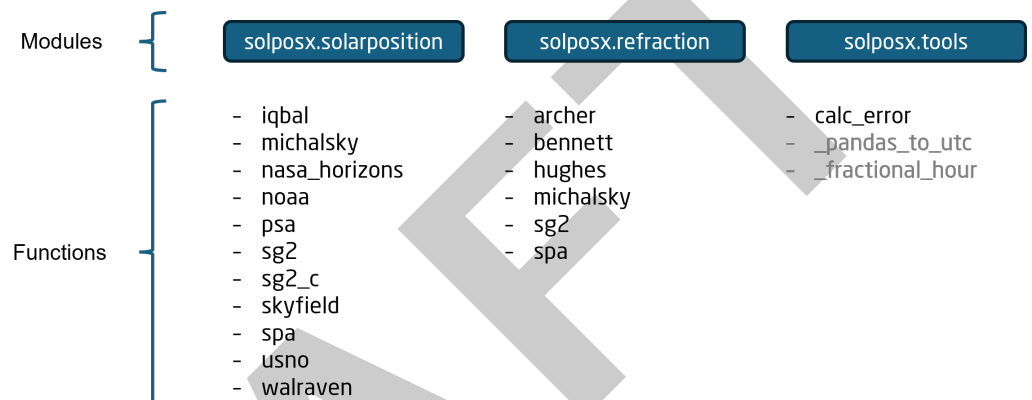 Modules
solposx.solarposition
solposx.refraction
solposx.tools
Functions
- iqbal
- michalsky
- nasa_horizons
- noaa
- psa
- sg2
- sg2_c
- skyfield
- spa
- usno
- walraven
- archer
- bennett
- hughes
- michalsky
- sg2
- spa
- calc_error
- _pandas_to_utc
- _fractional_hour